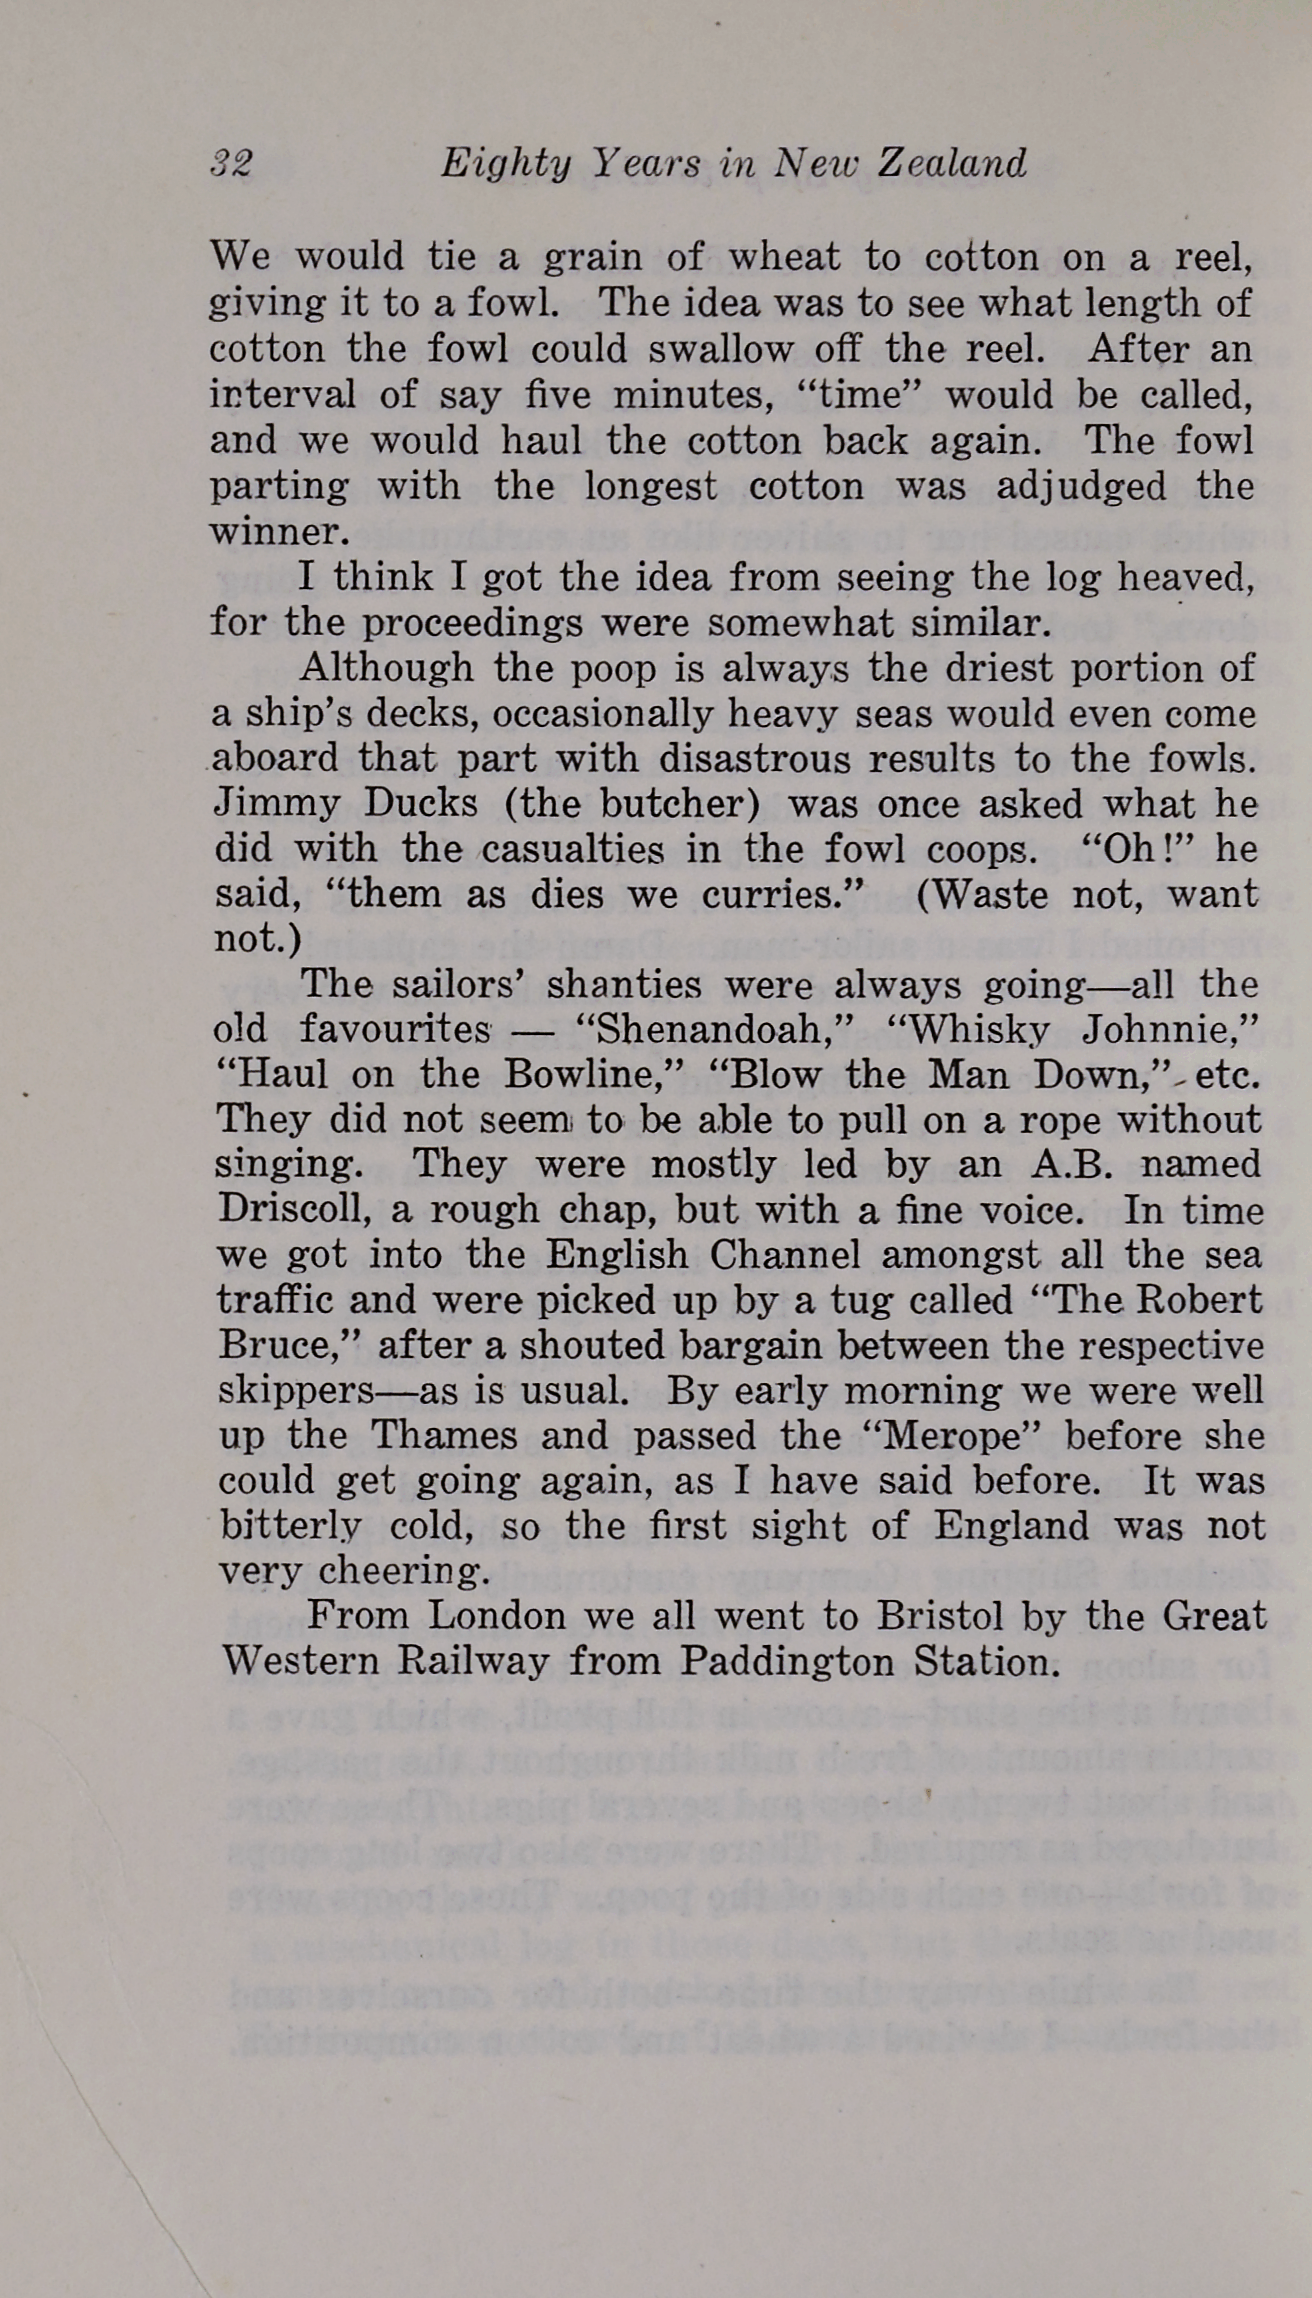 32 Eighty Years in New Zealand
We would tie a grain of wheat to cotton on a reel,
giving it to a fowl. The idea was to see what length of
cotton the fowl could swallow off the reel. After an
interval of say five minutes, “time” would be called,
and we would haul the cotton back again. The fowl
parting with the longest cotton was adjudged the
winner.
I think I got the idea from seeing the log heaved,
for the proceedings were somewhat similar.
Although the poop is always the driest portion of
a ship’s decks, occasionally heavy seas would even come
aboard that part with disastrous results to the fowls.
Jimmy Ducks (the butcher) was once asked what he
did with the casualties in the fowl coops. “Oh!” he
said, “them as dies we curries.” (Waste not, want
not.)
The sailors’ shanties were always going—all the
old favourites — “Shenandoah,” “Whisky Johnnie,”
“Haul on the Bowline,” “Blow the Man Down,” etc.
They did not seem to be able to pull on a rope without
singing. They were mostly led by an A.B. named
Driscoll, a rough chap, but with a fine voice. In time
we got into the English Channel amongst all the sea
traffic and were picked up by a tug called “The Robert
Bruce,” after a shouted bargain between the respective
skippers—as is usual. By early morning we were well
up the Thames and passed the “Merope” before she
could get going again, as I have said before. It was
bitterly cold, so the first sight of England was not
very cheering.
From London we all went to Bristol by the Great
Western Railway from Paddington Station.